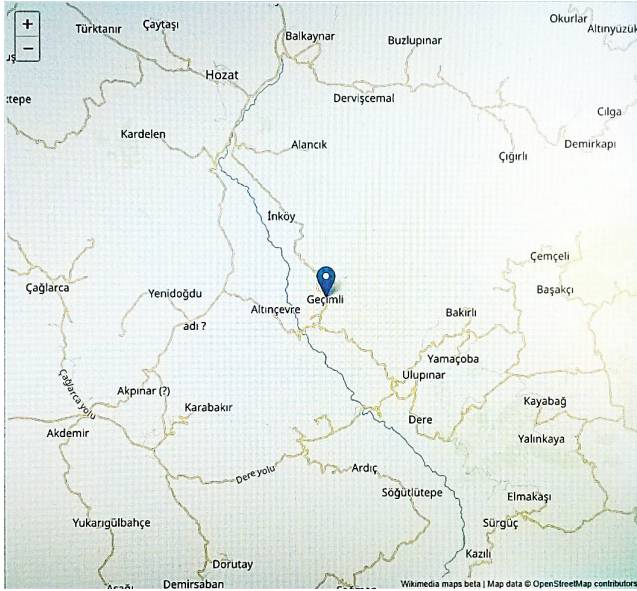 +
−
Okurlar
Türktanır
Çaytaşı
Altınyüzük
Balkaynar
Buzlupınar
Hozat
Dervişcemal
Cılga
Kardelen
Alancık
Demirkapı
Çığırlı
İnköy
Çemçeli
Çağlarca
Yenidoğdu
Geçimli
Başakçı
Altınçevre
Bakırlı
adı ?
Yamaçoba
Ulupınar
Akpınar (?)
Çağlarca yolu
Karabakır
Kayabağ
Dere
Akdemir
Yalınkaya
Dere yolu
Ardıç
Söğütlütepe
Elmakaşı
Yukarıgülbahçe
Sürgüç
Kazılı
Dorutay
Demirsaban
Wikimedia maps beta | Map data © OpenStreetMap contributors